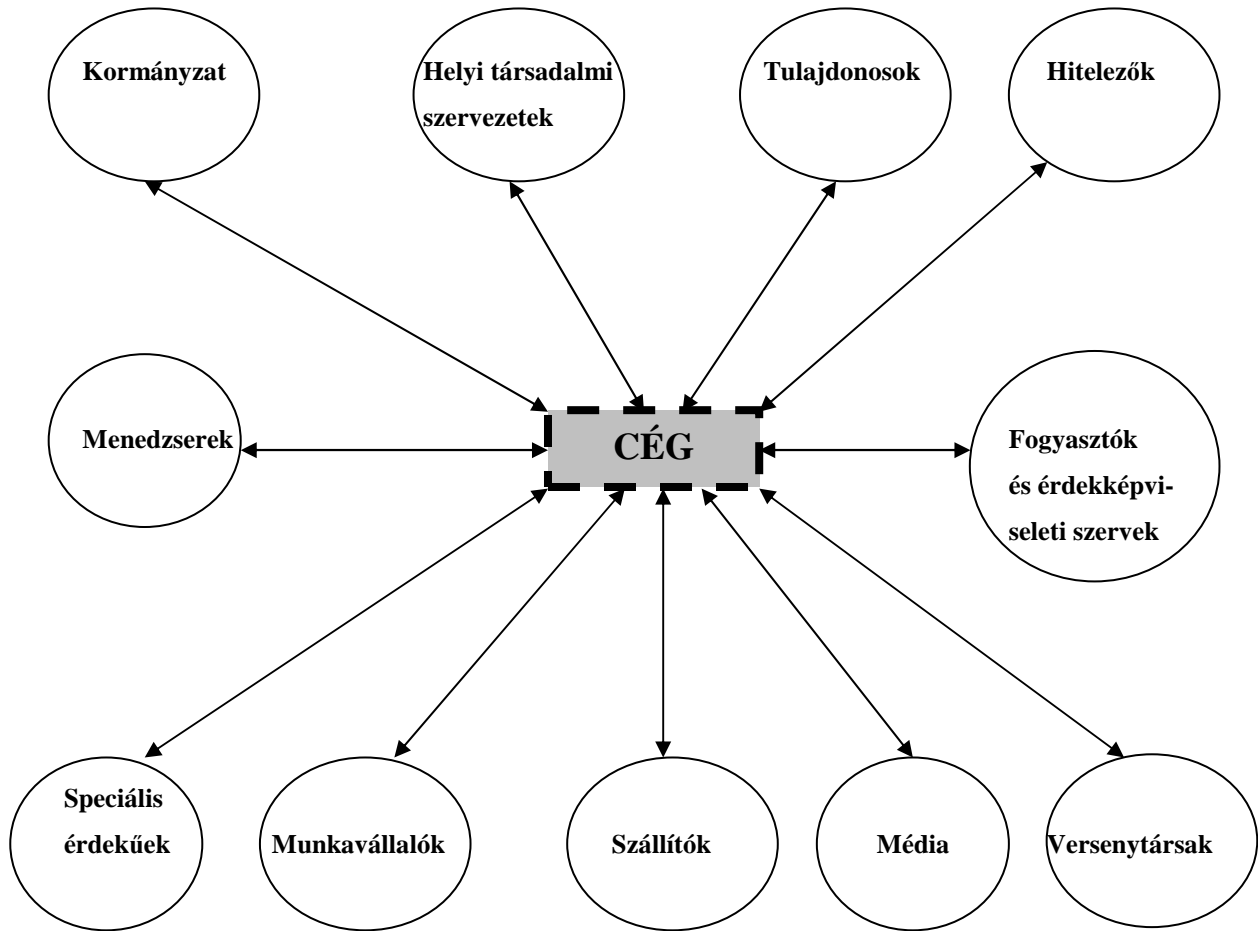 Kormányzat
Helyi társadalmi
szervezetek
Tulajdonosok
Hitelezők
Menedzserek
CÉG
Fogyasztók
és érdekképvi-
seleti szervek
Speciális
érdekűek
Munkavállalók
Szállítók
Média
Versenytársak